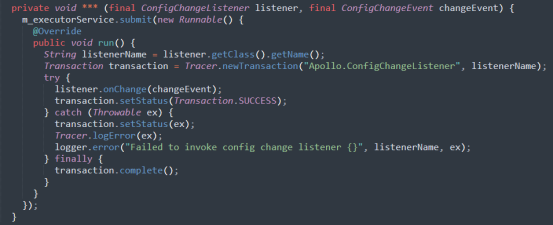 private void *** (final ConfigChangeListener listener, final ConfigChangeEvent changeEvent) {
m_executorService.submit(new Runnable() {
@Override
public void run() {
String listenerName = listener.getClass().getName();
Transaction transaction = Tracer.newTransaction("Apollo.ConfigChangeListener", listenerName);
try {
listener.onChange(changeEvent);
transaction.setStatus(Transaction.SUCCESS);
} catch (Throwable ex) {
transaction.setStatus(ex);
Tracer.logError(ex);
logger.error("Failed to invoke config change listener {}", listenerName, ex);
} finally {
transaction.complete();
}
}
});
}